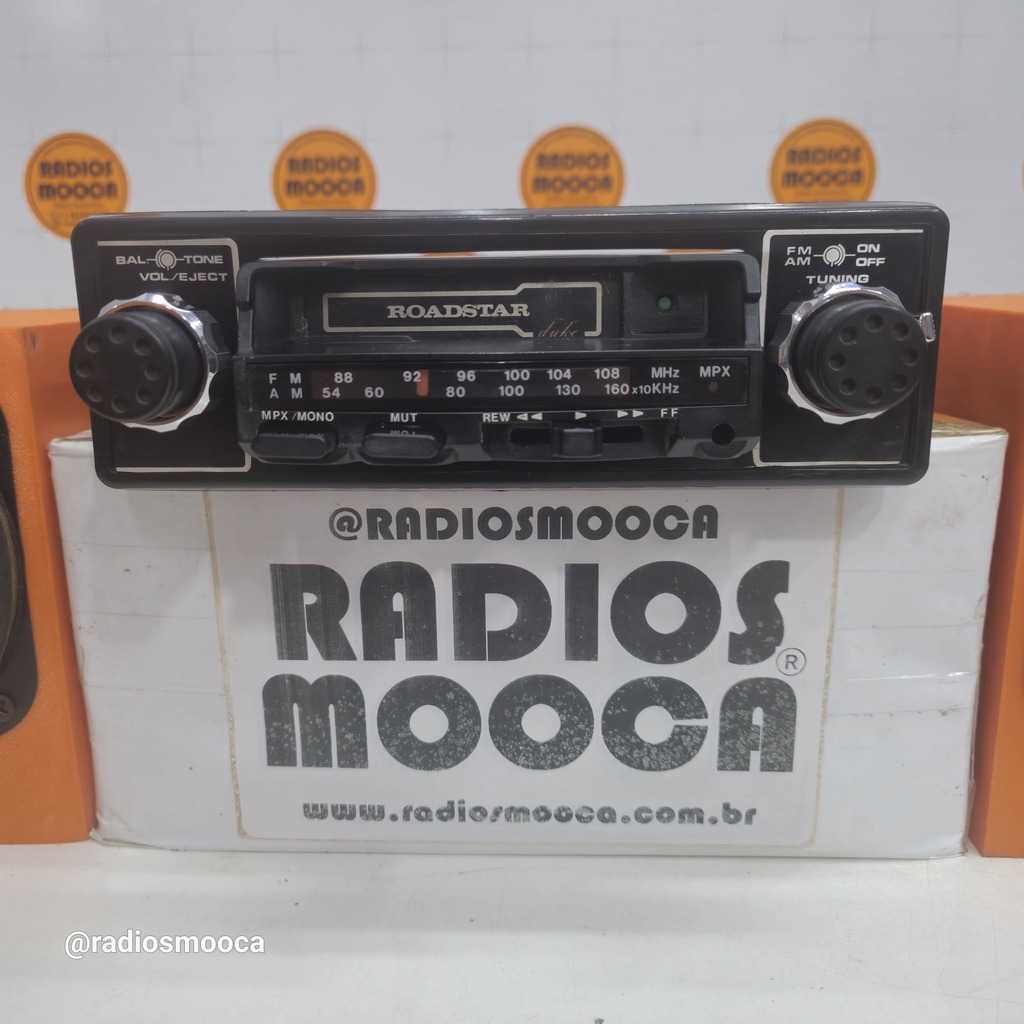 RADIOS
MOOCA
RADIOS
MOOCA
RADIOS
MOOCA
RADIOS
MOOCA
BAL TONE
VOL./EJECT
FM ON
AM OFF
TUNING
ROADSTAR
duke
FM 88 92 96 100 104 108 MHz MPX
AM 54 60 80 100 130 160 x10KHz
MPX/MONO MUT REW ◄◄ ► ►► FF
@RADIOSMOOCA
RADIOS
MOOCA ®
www.radiosmooca.com.br
@radiosmooca